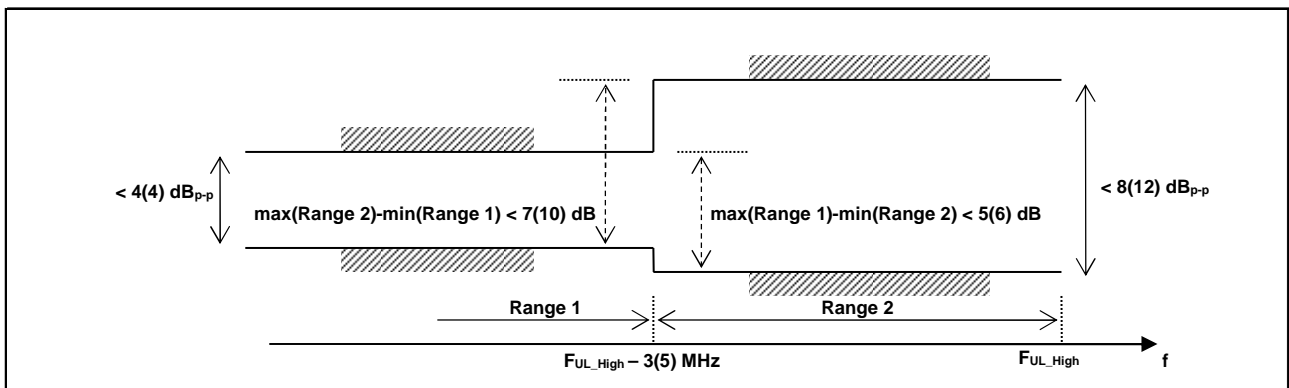 < 4(4) dBp-p
max(Range 2)-min(Range 1) < 7(10) dB
max(Range 1)-min(Range 2) < 5(6) dB
< 8(12) dBp-p
Range 1
Range 2
FUL_High – 3(5) MHz
FUL_High
f